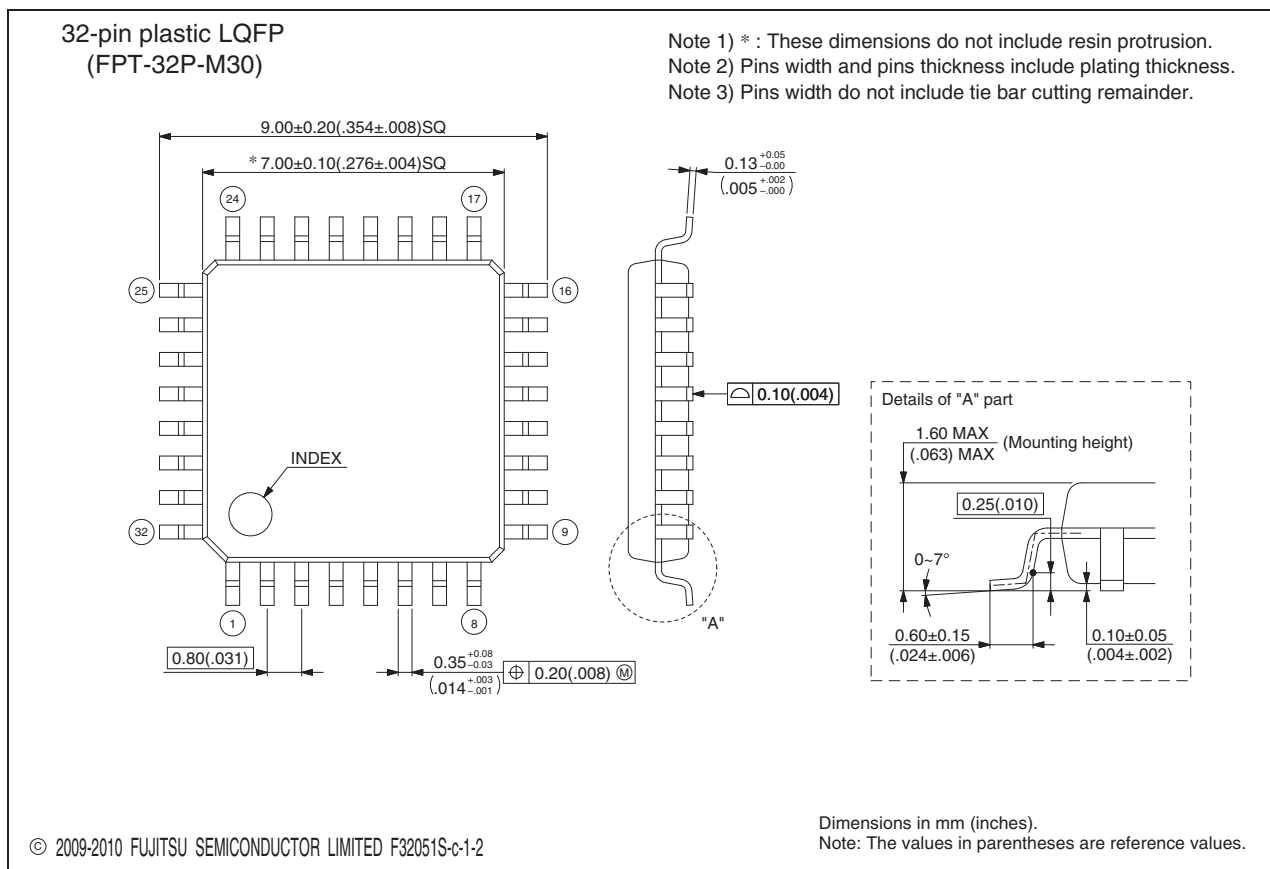 32-pin plastic LQFP
(FPT-32P-M30)
Note 1) * : These dimensions do not include resin protrusion.
Note 2) Pins width and pins thickness include plating thickness.
Note 3) Pins width do not include tie bar cutting remainder.
9.00±0.20(.354±.008)SQ
*7.00±0.10(.276±.004)SQ
0.13 +0.05 –0.00
(.005 +.002 –.000)
24
17
25
16
0.10(.004)
Details of "A" part
1.60 MAX
(.063) MAX
(Mounting height)
INDEX
0.25(.010)
32
9
0~7°
1
8
"A"
0.60±0.15
(.024±.006)
0.10±0.05
(.004±.002)
0.80(.031)
0.35 +0.08 –0.03
(.014 +.003 –.001)
⌖ 0.20(.008) Ⓜ
© 2009-2010 FUJITSU SEMICONDUCTOR LIMITED F32051S-c-1-2
Dimensions in mm (inches).
Note: The values in parentheses are reference values.